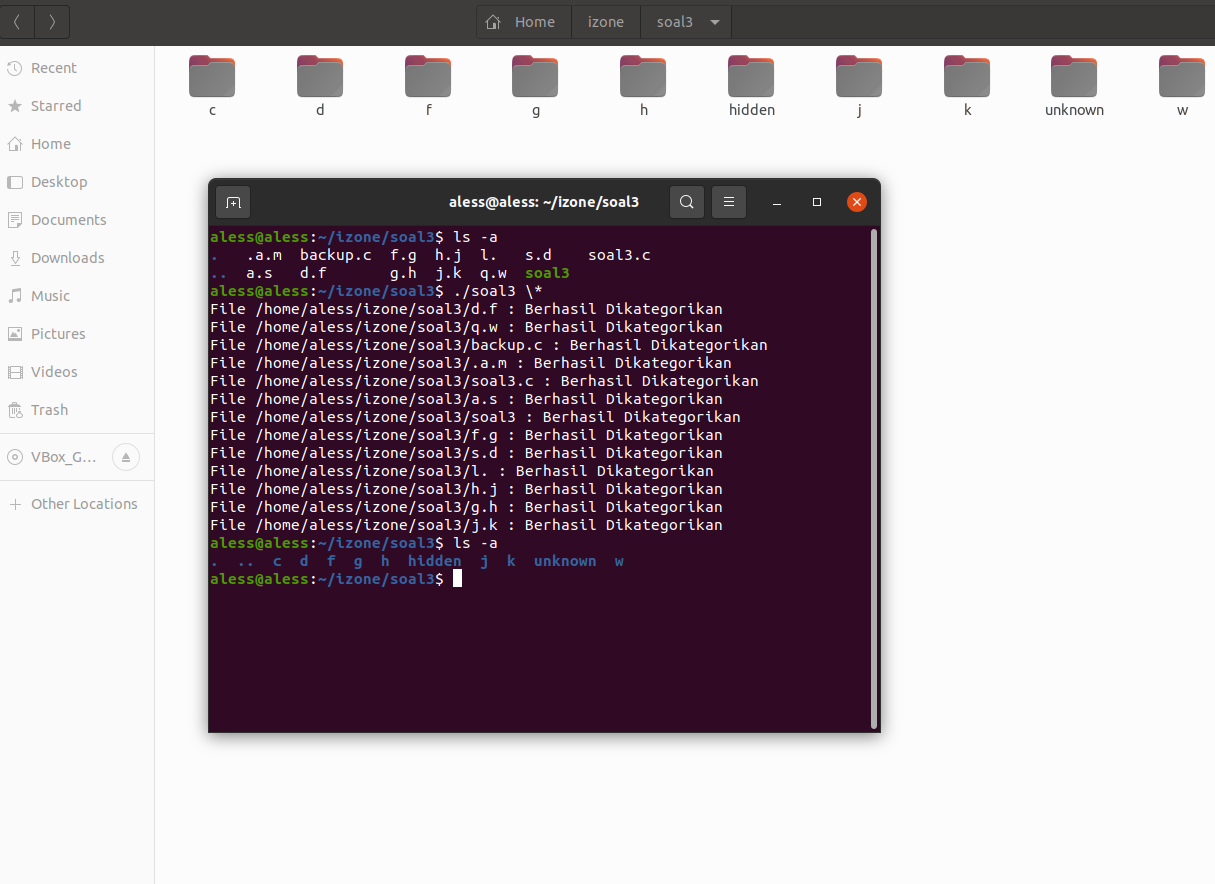 Home izone soal3
Recent
Starred
Home
Desktop
Documents
Downloads
Music
Pictures
Videos
Trash
VBox_G...
Other Locations
c d f g h hidden j k unknown w
aless@aless: ~/izone/soal3
aless@aless:~/izone/soal3$ ls -a
.   .a.m  backup.c  f.g  h.j  l.   s.d    soal3.c
..  a.s   d.f       g.h  j.k  q.w  soal3
aless@aless:~/izone/soal3$ ./soal3 \*
File /home/aless/izone/soal3/d.f : Berhasil Dikategorikan
File /home/aless/izone/soal3/q.w : Berhasil Dikategorikan
File /home/aless/izone/soal3/backup.c : Berhasil Dikategorikan
File /home/aless/izone/soal3/.a.m : Berhasil Dikategorikan
File /home/aless/izone/soal3/soal3.c : Berhasil Dikategorikan
File /home/aless/izone/soal3/a.s : Berhasil Dikategorikan
File /home/aless/izone/soal3/soal3 : Berhasil Dikategorikan
File /home/aless/izone/soal3/f.g : Berhasil Dikategorikan
File /home/aless/izone/soal3/s.d : Berhasil Dikategorikan
File /home/aless/izone/soal3/l. : Berhasil Dikategorikan
File /home/aless/izone/soal3/h.j : Berhasil Dikategorikan
File /home/aless/izone/soal3/g.h : Berhasil Dikategorikan
File /home/aless/izone/soal3/j.k : Berhasil Dikategorikan
aless@aless:~/izone/soal3$ ls -a
.  ..  c  d  f  g  h  hidden  j  k  unknown  w
aless@aless:~/izone/soal3$